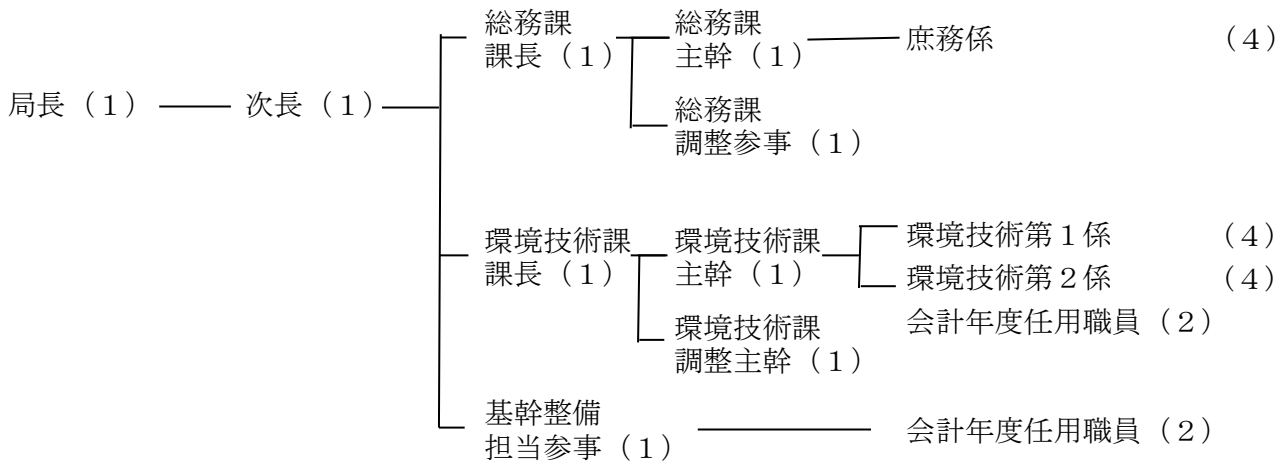 総務課 総務課
課長（１） 主幹（１） 庶務係 （４）
局長（１） 次長（１）
総務課
調整参事（１）
環境技術課 環境技術課 環境技術第１係 （４）
課長（１） 主幹（１） 環境技術第２係 （４）
会計年度任用職員（２）
環境技術課
調整主幹（１）
基幹整備
担当参事（１） 会計年度任用職員（２）